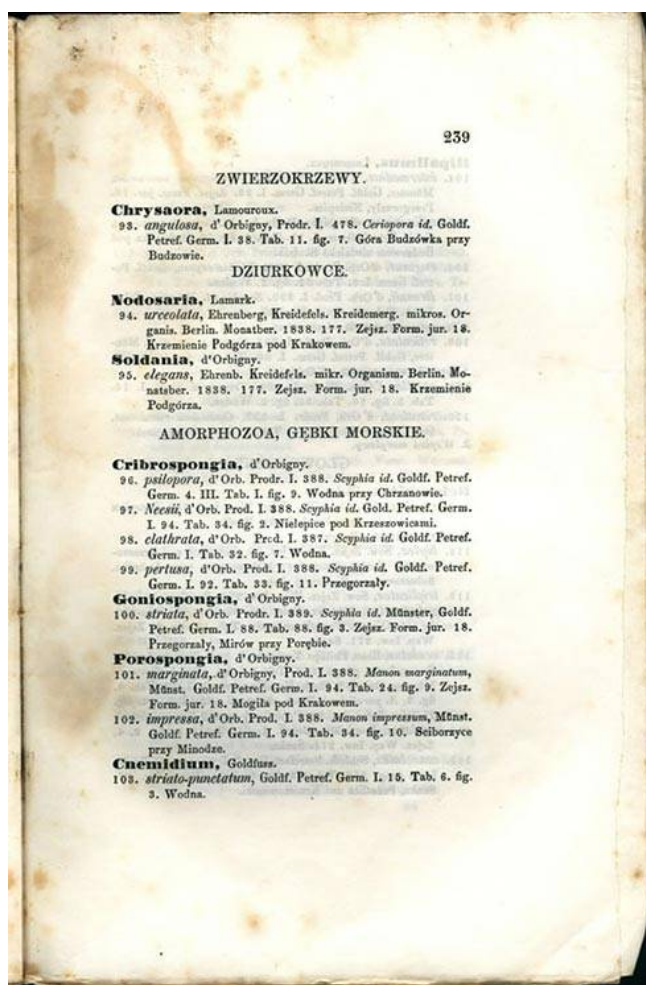 239
ZWIERZOKRZEWY.
Chrysaora, Lamouroux.
93. angulosa, d' Orbigny, Prodr. I. 478. Ceriopora id. Goldf.
Petref. Germ. I. 38. Tab. 11. fig. 7. Góra Budzówka przy
Budzowie.
DZIURKOWCE.
Nodosaria, Lamark.
94. urceolata, Ehrenberg, Kreidefels. Kreidemerg. mikros. Or-
ganis. Berlin. Monatber. 1838. 177. Zejsz. Form. jur. 18.
Krzemienie Podgórza pod Krakowem.
Soldania, d'Orbigny.
95. elegans, Ehrenb. Kreidefels. mikr. Organism. Berlin. Mo-
natsber. 1838. 177. Zejsz. Form. jur. 18. Krzemienie
Podgórza.
AMORPHOZOA, GĘBKI MORSKIE.
Cribrospongia, d'Orbigny.
96. psilopora, d'Orb. Prodr. I. 388. Scyphia id. Goldf. Petref.
Germ. 4. III. Tab. I. fig. 9. Wodna przy Chrzanowie.
97. Neesii, d'Orb. Prod. I. 388. Scyphia id. Gold. Petref. Germ.
I. 94. Tab. 34. fig. 2. Nielepice pod Krzeszowicami.
98. clathrata, d'Orb. Prod. I. 387. Scyphia id. Goldf. Petref.
Germ. I. Tab. 32. fig. 7. Wodna.
99. pertusa, d'Orb. Prod. I. 388. Scyphia id. Goldf. Petref.
Germ. I. 92. Tab. 33. fig. 11. Przegorzały.
Goniospongia, d'Orbigny.
100. striata, d'Orb. Prodr. I. 389. Scyphia id. Münster, Goldf.
Petref. Germ. I. 88. Tab. 88. fig. 3. Zejsz. Form. jur. 18.
Przegorzały, Mirów przy Porębie.
Porospongia, d'Orbigny.
101. marginata, d'Orbigny, Prod. I. 388. Manon marginatum,
Münst. Goldf. Petref. Germ. I. 94. Tab. 24. fig. 9. Zejsz.
Form. jur. 18. Mogiła pod Krakowem.
102. impressa, d'Orb. Prod. I. 388. Manon impressum, Münst.
Goldf. Petref. Germ. I. 94. Tab. 34. fig. 10. Sciborzyce
przy Minodze.
Cnemidium, Goldfuss.
103. striato-punctatum, Goldf. Petref. Germ. I. 15. Tab. 6. fig.
3. Wodna.